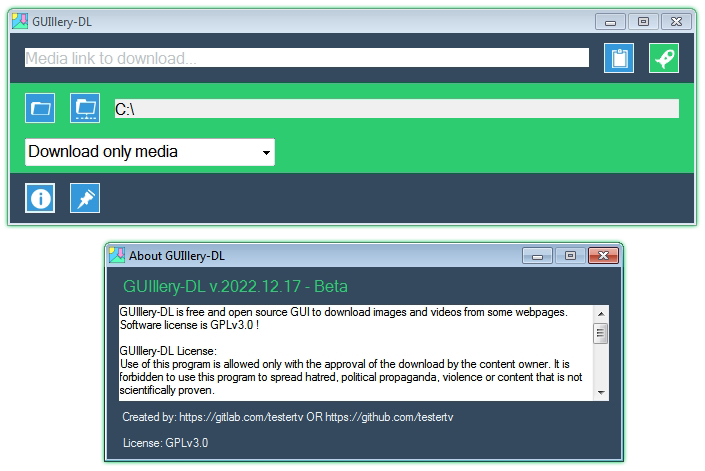 GUIllery-DL
Media link to download...
C:\
Download only media
About GUIllery-DL
GUIllery-DL v.2022.12.17 - Beta
GUIllery-DL is free and open source GUI to download images and videos from some webpages.
Software license is GPLv3.0 !
GUIllery-DL License:
Use of this program is allowed only with the approval of the download by the content owner. It is
forbidden to use this program to spread hatred, political propaganda, violence or content that is not
scientifically proven.
Created by: https://gitlab.com/testertv OR https://github.com/testertv
License: GPLv3.0